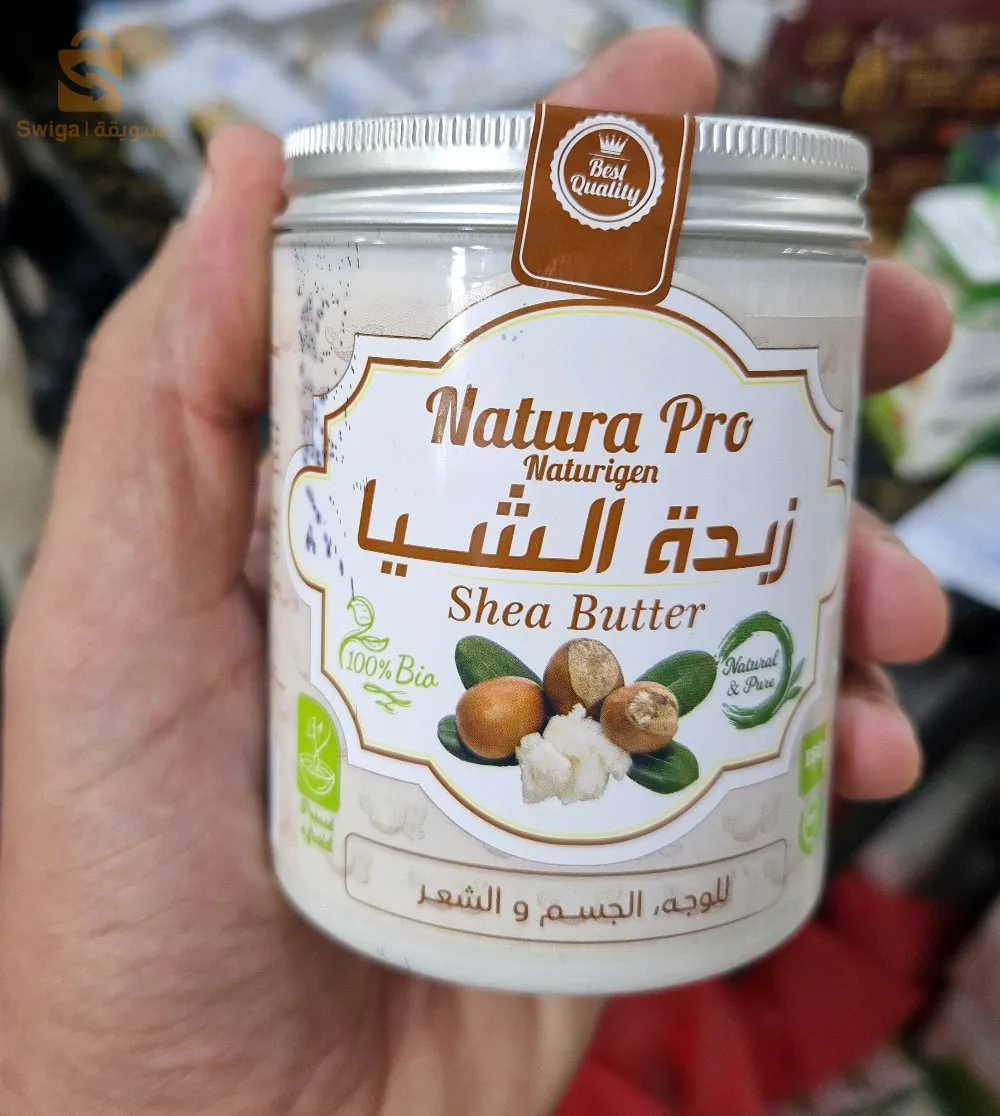 Swiga | سويقة
Best
Quality
Natura Pro
Naturigen
زبدة الشيا
Shea Butter
100% Bio
Natural
& Pure
للوجه، الجسم و الشعر